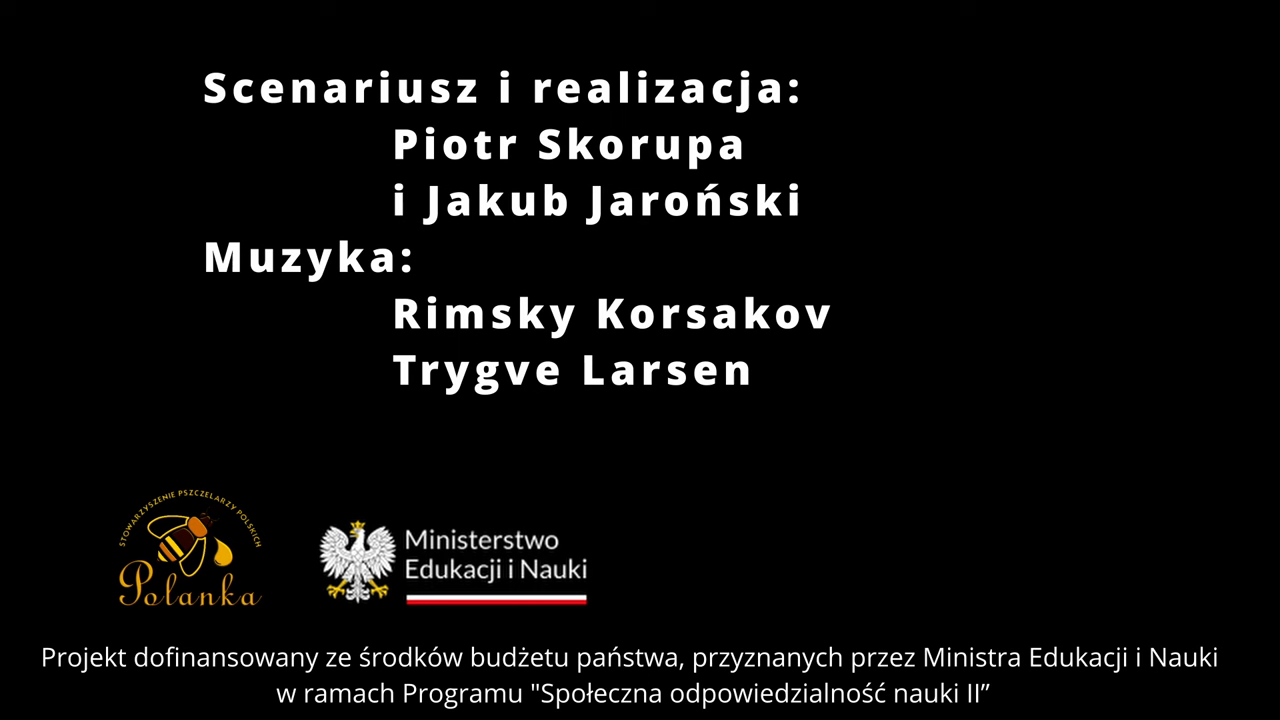 Scenariusz i realizacja:
Piotr Skorupa
i Jakub Jaroński
Muzyka:
Rimsky Korsakov
Trygve Larsen
STOWARZYSZENIE PSZCZELARZY POLSKICH
Polanka
Ministerstwo
Edukacji i Nauki
Projekt dofinansowany ze środków budżetu państwa, przyznanych przez Ministra Edukacji i Nauki
w ramach Programu "Społeczna odpowiedzialność nauki II”